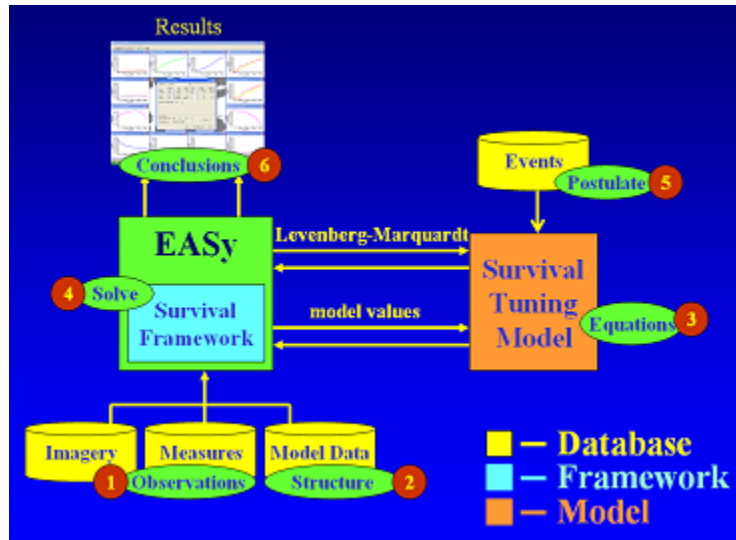 Results
Conclusions 6
Events
Postulate 5
EASy
Levenberg-Marquardt
4 Solve
Survival
Framework
model values
Survival
Tuning
Model
Equations 3
Imagery
Measures
Model Data
1 Observations
Structure 2
— Database
— Framework
— Model